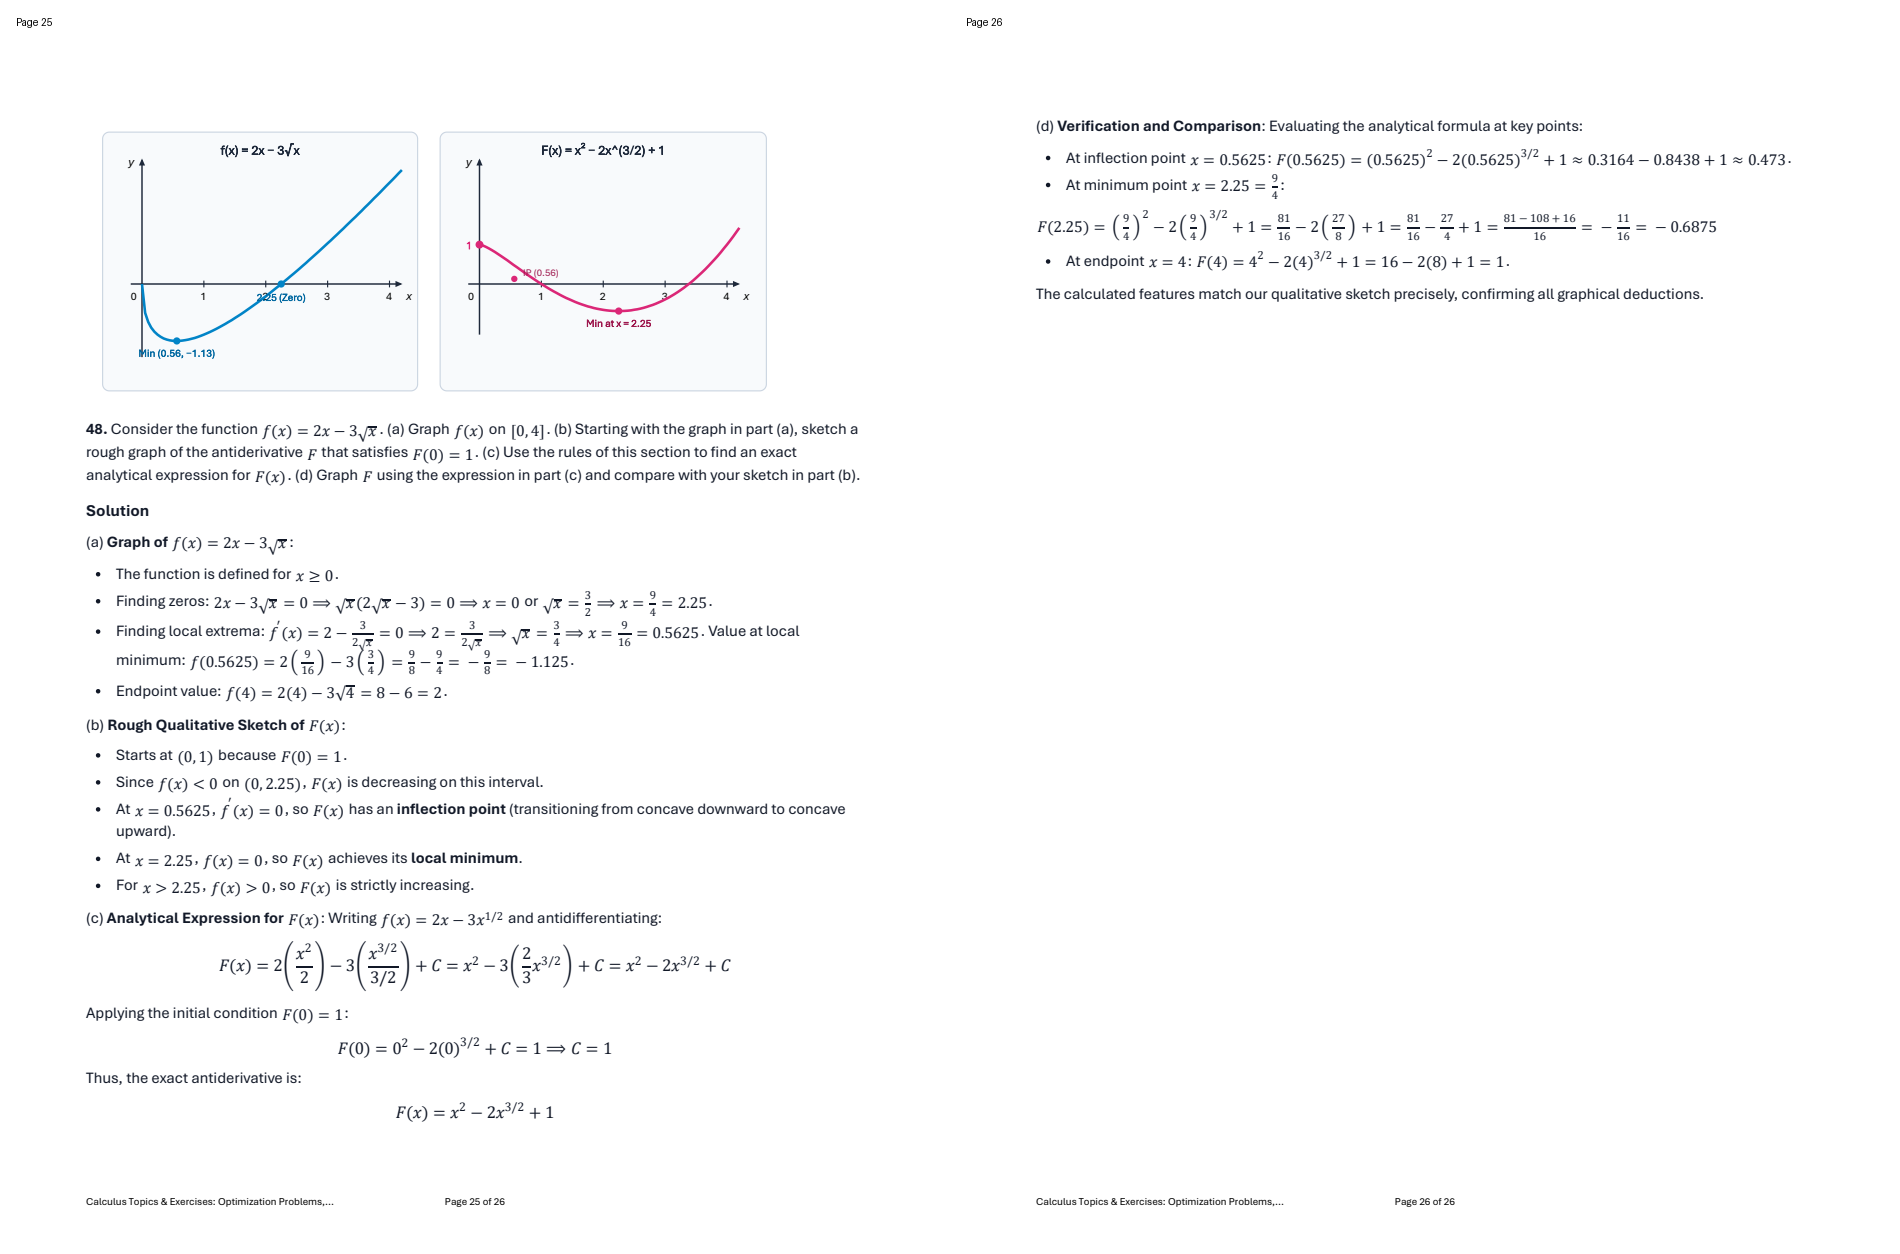 Page 25
f(x) = 2x − 3√x
y
0
1
2
2.25 (Zero)
3
4
x
Min (0.56, −1.13)
F(x) = x² − 2x^(3/2) + 1
y
1
IP (0.56)
0
1
2
3
4
x
Min at x = 2.25
48. Consider the function f(x) = 2x − 3√x. (a) Graph f(x) on [0, 4]. (b) Starting with the graph in part (a), sketch a
rough graph of the antiderivative F that satisfies F(0) = 1. (c) Use the rules of this section to find an exact
analytical expression for F(x). (d) Graph F using the expression in part (c) and compare with your sketch in part (b).
Solution
(a) Graph of f(x) = 2x − 3√x:
• The function is defined for x ≥ 0.
• Finding zeros: 2x − 3√x = 0 ⟹ √x(2√x − 3) = 0 ⟹ x = 0 or √x = 3/2 ⟹ x = 9/4 = 2.25.
• Finding local extrema: f′(x) = 2 − 3/(2√x) = 0 ⟹ 2 = 3/(2√x) ⟹ √x = 3/4 ⟹ x = 9/16 = 0.5625. Value at local
minimum: f(0.5625) = 2(9/16) − 3(3/4) = 9/8 − 9/4 = −9/8 = −1.125.
• Endpoint value: f(4) = 2(4) − 3√4 = 8 − 6 = 2.
(b) Rough Qualitative Sketch of F(x):
• Starts at (0, 1) because F(0) = 1.
• Since f(x) < 0 on (0, 2.25), F(x) is decreasing on this interval.
• At x = 0.5625, f′(x) = 0, so F(x) has an inflection point (transitioning from concave downward to concave
upward).
• At x = 2.25, f(x) = 0, so F(x) achieves its local minimum.
• For x > 2.25, f(x) > 0, so F(x) is strictly increasing.
(c) Analytical Expression for F(x): Writing f(x) = 2x − 3x^(1/2) and antidifferentiating:
F(x) = 2(x²/2) − 3(x^(3/2)/(3/2)) + C = x² − 3(2/3 x^(3/2)) + C = x² − 2x^(3/2) + C
Applying the initial condition F(0) = 1:
F(0) = 0² − 2(0)^(3/2) + C = 1 ⟹ C = 1
Thus, the exact antiderivative is:
F(x) = x² − 2x^(3/2) + 1
Calculus Topics & Exercises: Optimization Problems,...
Page 25 of 26
Page 26
(d) Verification and Comparison: Evaluating the analytical formula at key points:
• At inflection point x = 0.5625: F(0.5625) = (0.5625)² − 2(0.5625)^(3/2) + 1 ≈ 0.3164 − 0.8438 + 1 ≈ 0.473.
• At minimum point x = 2.25 = 9/4:
F(2.25) = (9/4)² − 2(9/4)^(3/2) + 1 = 81/16 − 2(27/8) + 1 = 81/16 − 27/4 + 1 = (81 − 108 + 16)/16 = −11/16 = −0.6875
• At endpoint x = 4: F(4) = 4² − 2(4)^(3/2) + 1 = 16 − 2(8) + 1 = 1.
The calculated features match our qualitative sketch precisely, confirming all graphical deductions.
Calculus Topics & Exercises: Optimization Problems,...
Page 26 of 26